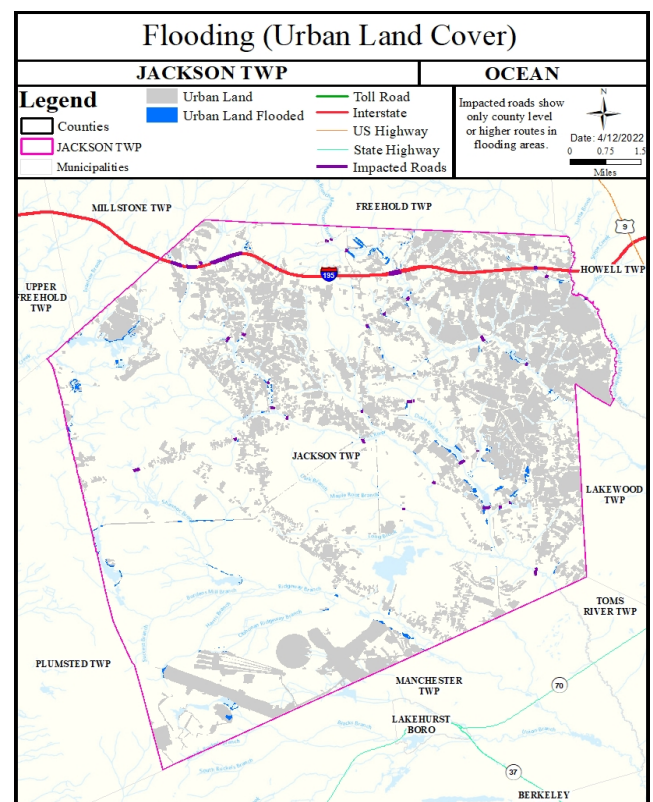 Flooding (Urban Land Cover)
JACKSON TWP
OCEAN
Legend
Counties
JACKSON TWP
Municipalities
Urban Land
Urban Land Flooded
Toll Road
Interstate
US Highway
State Highway
Impacted Roads
Impacted roads show
only county level
or higher routes in
flooding areas.
N
Date: 4/12/2022
0 0.75 1.5
Miles
MILLSTONE TWP
FREEHOLD TWP
9
195
HOWELL TWP
UPPER
FREEHOLD
TWP
JACKSON TWP
LAKEWOOD
TWP
TOMS
RIVER TWP
PLUMSTED TWP
MANCHESTER
TWP
70
LAKEHURST
BORO
37
BERKELEY